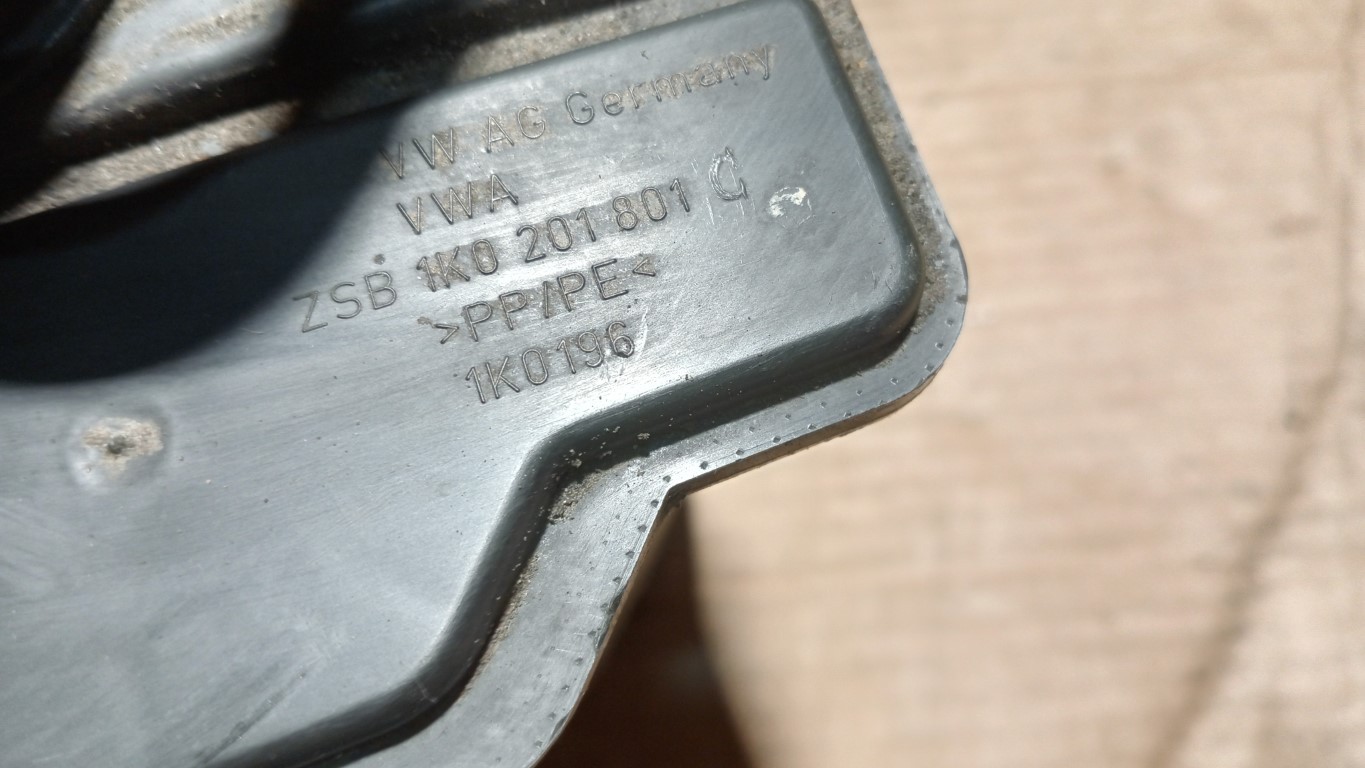 VW AG Germany
VWA
ZSB 1K0 201 801 C
>PP/PE<
1K0196